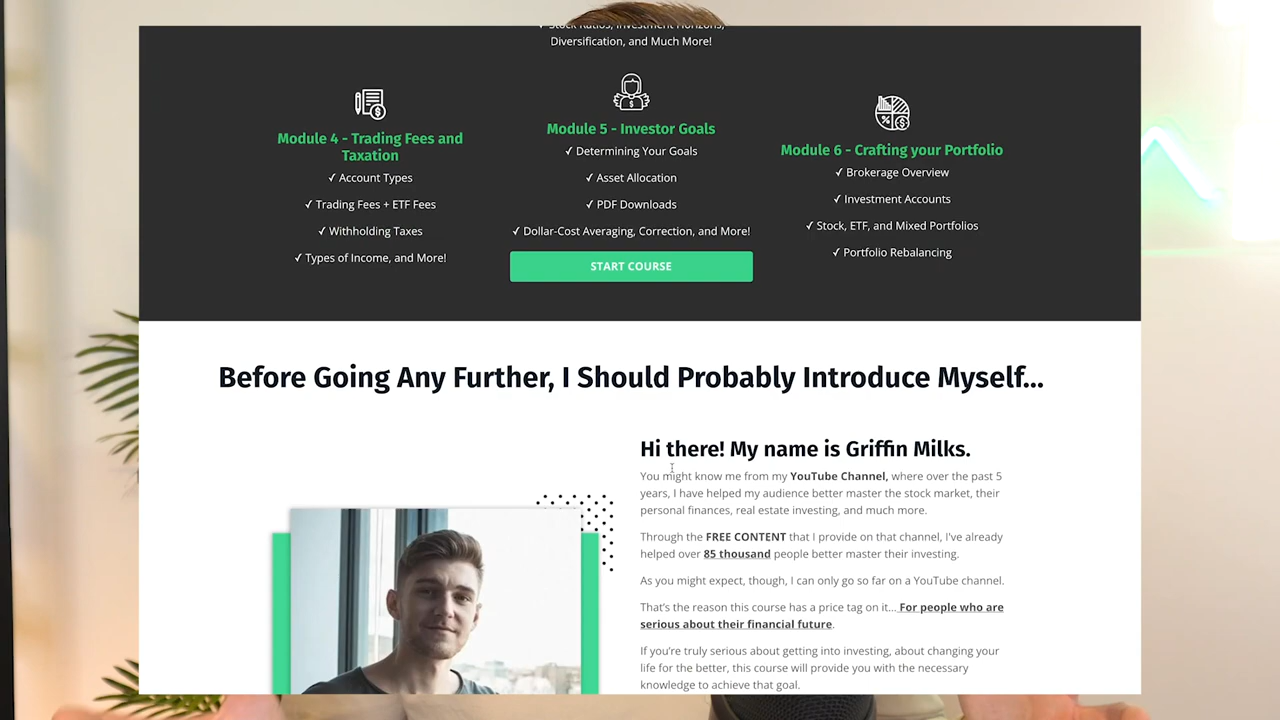 ✓ Stock Ratios, Investment Horizons,
Diversification, and Much More!
Module 4 - Trading Fees and
Taxation
✓ Account Types
✓ Trading Fees + ETF Fees
✓ Withholding Taxes
✓ Types of Income, and More!
Module 5 - Investor Goals
✓ Determining Your Goals
✓ Asset Allocation
✓ PDF Downloads
✓ Dollar-Cost Averaging, Correction, and More!
START COURSE
Module 6 - Crafting your Portfolio
✓ Brokerage Overview
✓ Investment Accounts
✓ Stock, ETF, and Mixed Portfolios
✓ Portfolio Rebalancing
Before Going Any Further, I Should Probably Introduce Myself...
Hi there! My name is Griffin Milks.
You might know me from my YouTube Channel, where over the past 5
years, I have helped my audience better master the stock market, their
personal finances, real estate investing, and much more.
Through the FREE CONTENT that I provide on that channel, I've already
helped over 85 thousand people better master their investing.
As you might expect, though, I can only go so far on a YouTube channel.
That's the reason this course has a price tag on it... For people who are
serious about their financial future.
If you're truly serious about getting into investing, about changing your
life for the better, this course will provide you with the necessary
knowledge to achieve that goal.